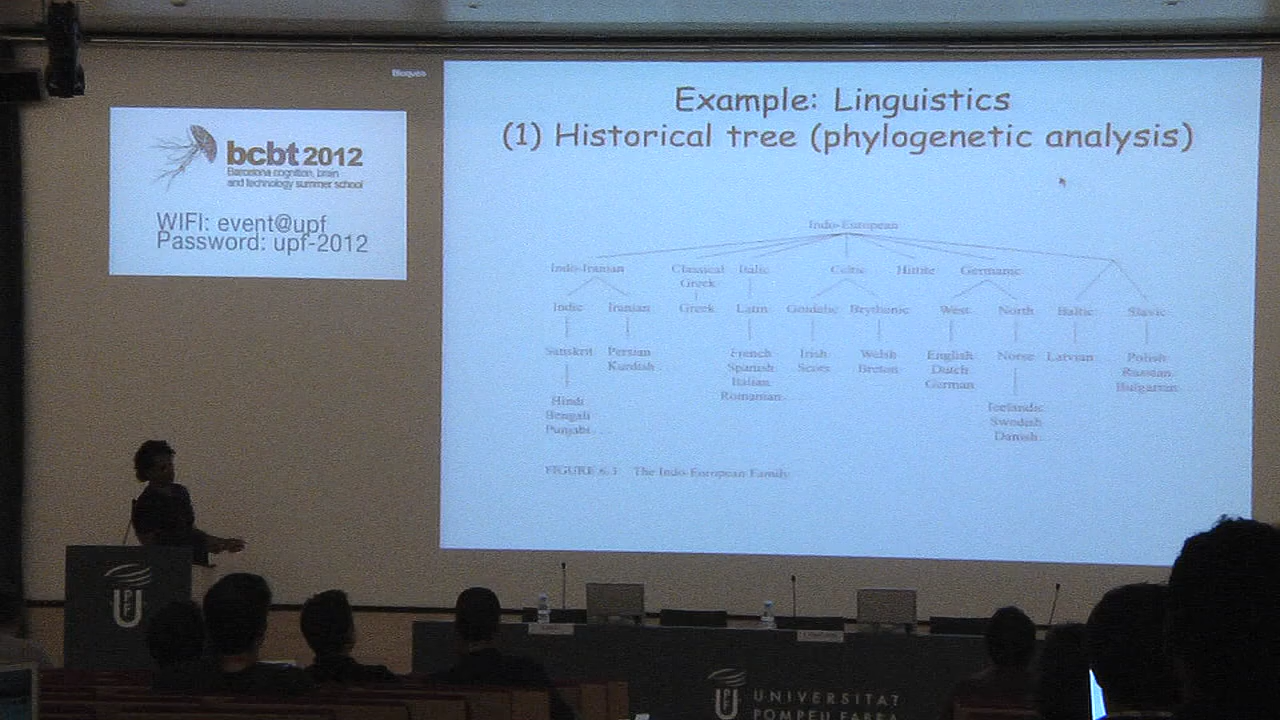 Bloqueo
bcbt 2012
Barcelona cognition, brain
and technology summer school
WIFI: event@upf
Password: upf-2012
Example: Linguistics
(1) Historical tree (phylogenetic analysis)
Indo-European
Indo-Iranian Classical Greek Italic Celtic Hittite Germanic
Indic Iranian Greek Latin Goidelic Brythonic West North Baltic Slavic
Sanskrit Persian Kurdish French Spanish Italian Romanian Irish Scots Welsh Breton English Dutch German Norse Latvian Polish Russian Bulgarian
Hindi Bengali Punjabi... Icelandic Swedish Danish
FIGURE 6.1 The Indo-European Family
UPF
UPF
UNIVERSITAT
POMPEU FABRA